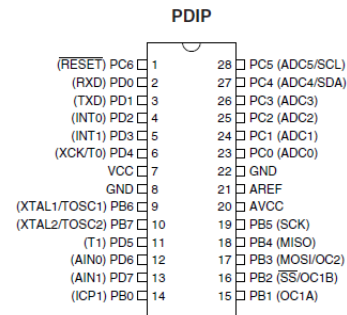 PDIP
(RESET) PC6 1 28 PC5 (ADC5/SCL)
(RXD) PD0 2 27 PC4 (ADC4/SDA)
(TXD) PD1 3 26 PC3 (ADC3)
(INT0) PD2 4 25 PC2 (ADC2)
(INT1) PD3 5 24 PC1 (ADC1)
(XCK/T0) PD4 6 23 PC0 (ADC0)
VCC 7 22 GND
GND 8 21 AREF
(XTAL1/TOSC1) PB6 9 20 AVCC
(XTAL2/TOSC2) PB7 10 19 PB5 (SCK)
(T1) PD5 11 18 PB4 (MISO)
(AIN0) PD6 12 17 PB3 (MOSI/OC2)
(AIN1) PD7 13 16 PB2 (SS/OC1B)
(ICP1) PB0 14 15 PB1 (OC1A)